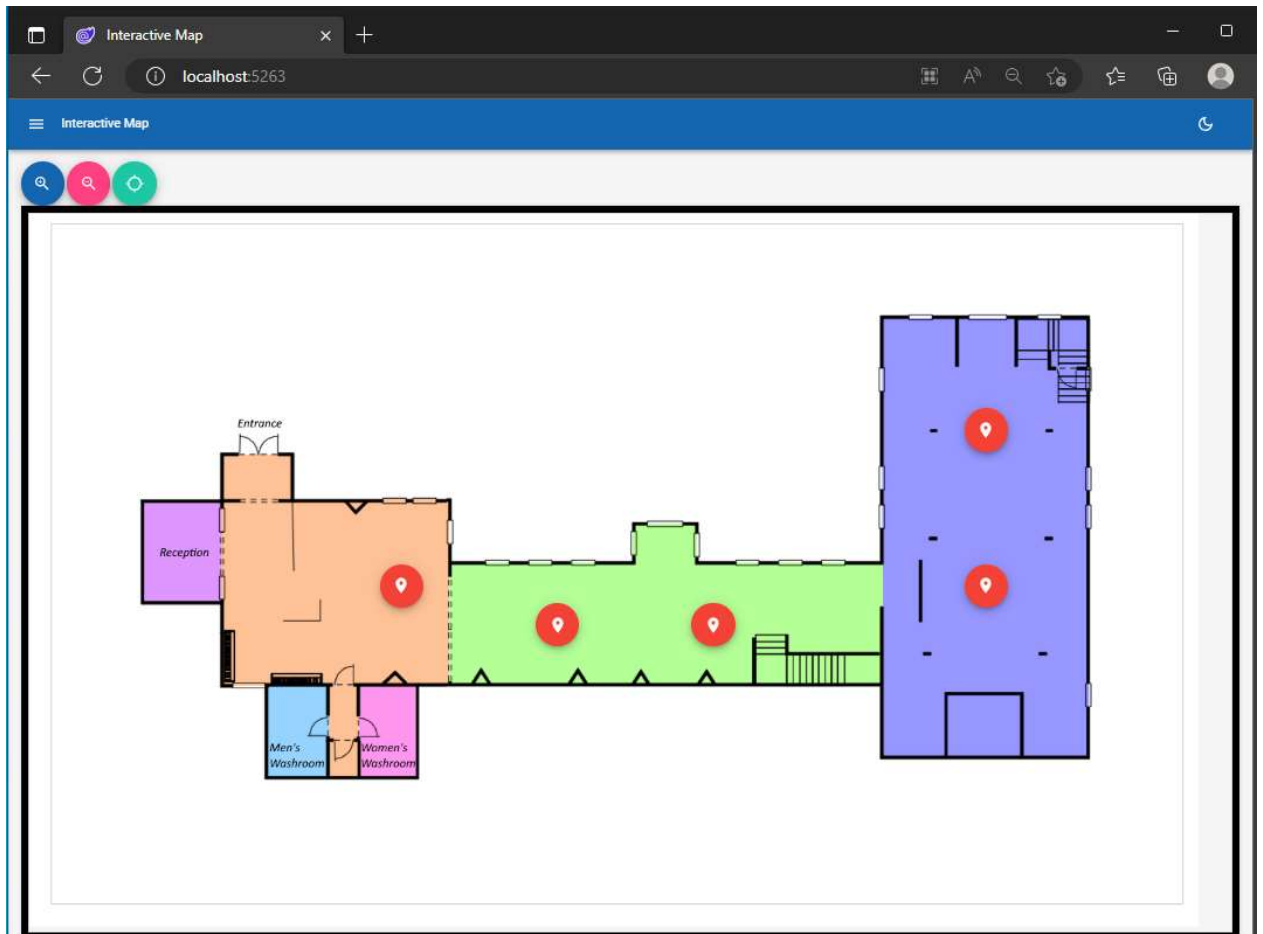 Interactive Map
localhost:5263
Interactive Map
Entrance
Reception
Men's
Washroom
Women's
Washroom